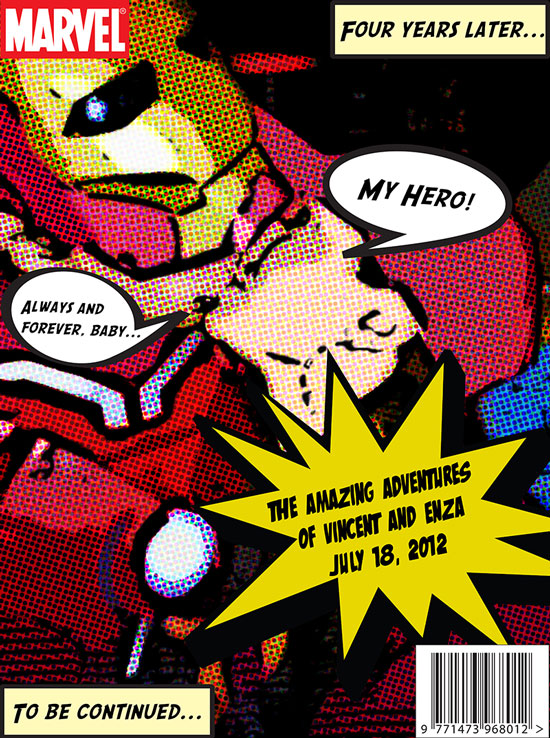 MARVEL®
FOUR YEARS LATER...
MY HERO!
ALWAYS AND
FOREVER, BABY...
THE AMAZING ADVENTURES
OF VINCENT AND ENZA
JULY 18, 2012
TO BE CONTINUED...
9 771473 968012 >